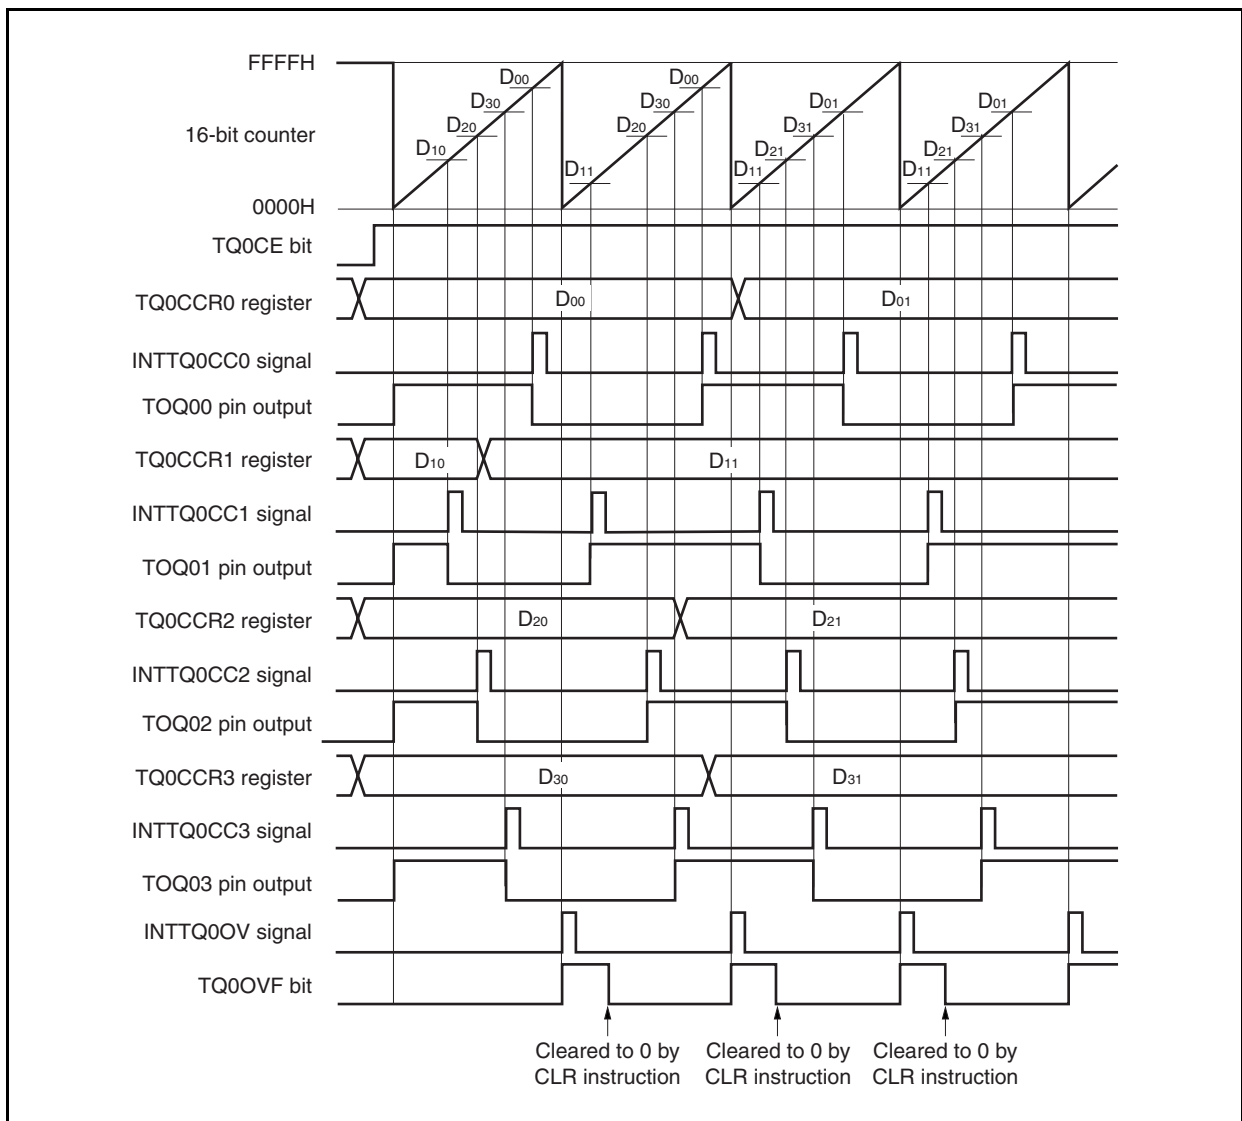 FFFFH
16-bit counter
0000H
D10 D20 D30 D00
D11 D20 D30 D00
D11 D21 D31 D01
D11 D21 D31 D01
TQ0CE bit
TQ0CCR0 register D00 D01
INTTQ0CC0 signal
TOQ00 pin output
TQ0CCR1 register D10 D11
INTTQ0CC1 signal
TOQ01 pin output
TQ0CCR2 register D20 D21
INTTQ0CC2 signal
TOQ02 pin output
TQ0CCR3 register D30 D31
INTTQ0CC3 signal
TOQ03 pin output
INTTQ0OV signal
TQ0OVF bit
Cleared to 0 by
CLR instruction
Cleared to 0 by
CLR instruction
Cleared to 0 by
CLR instruction